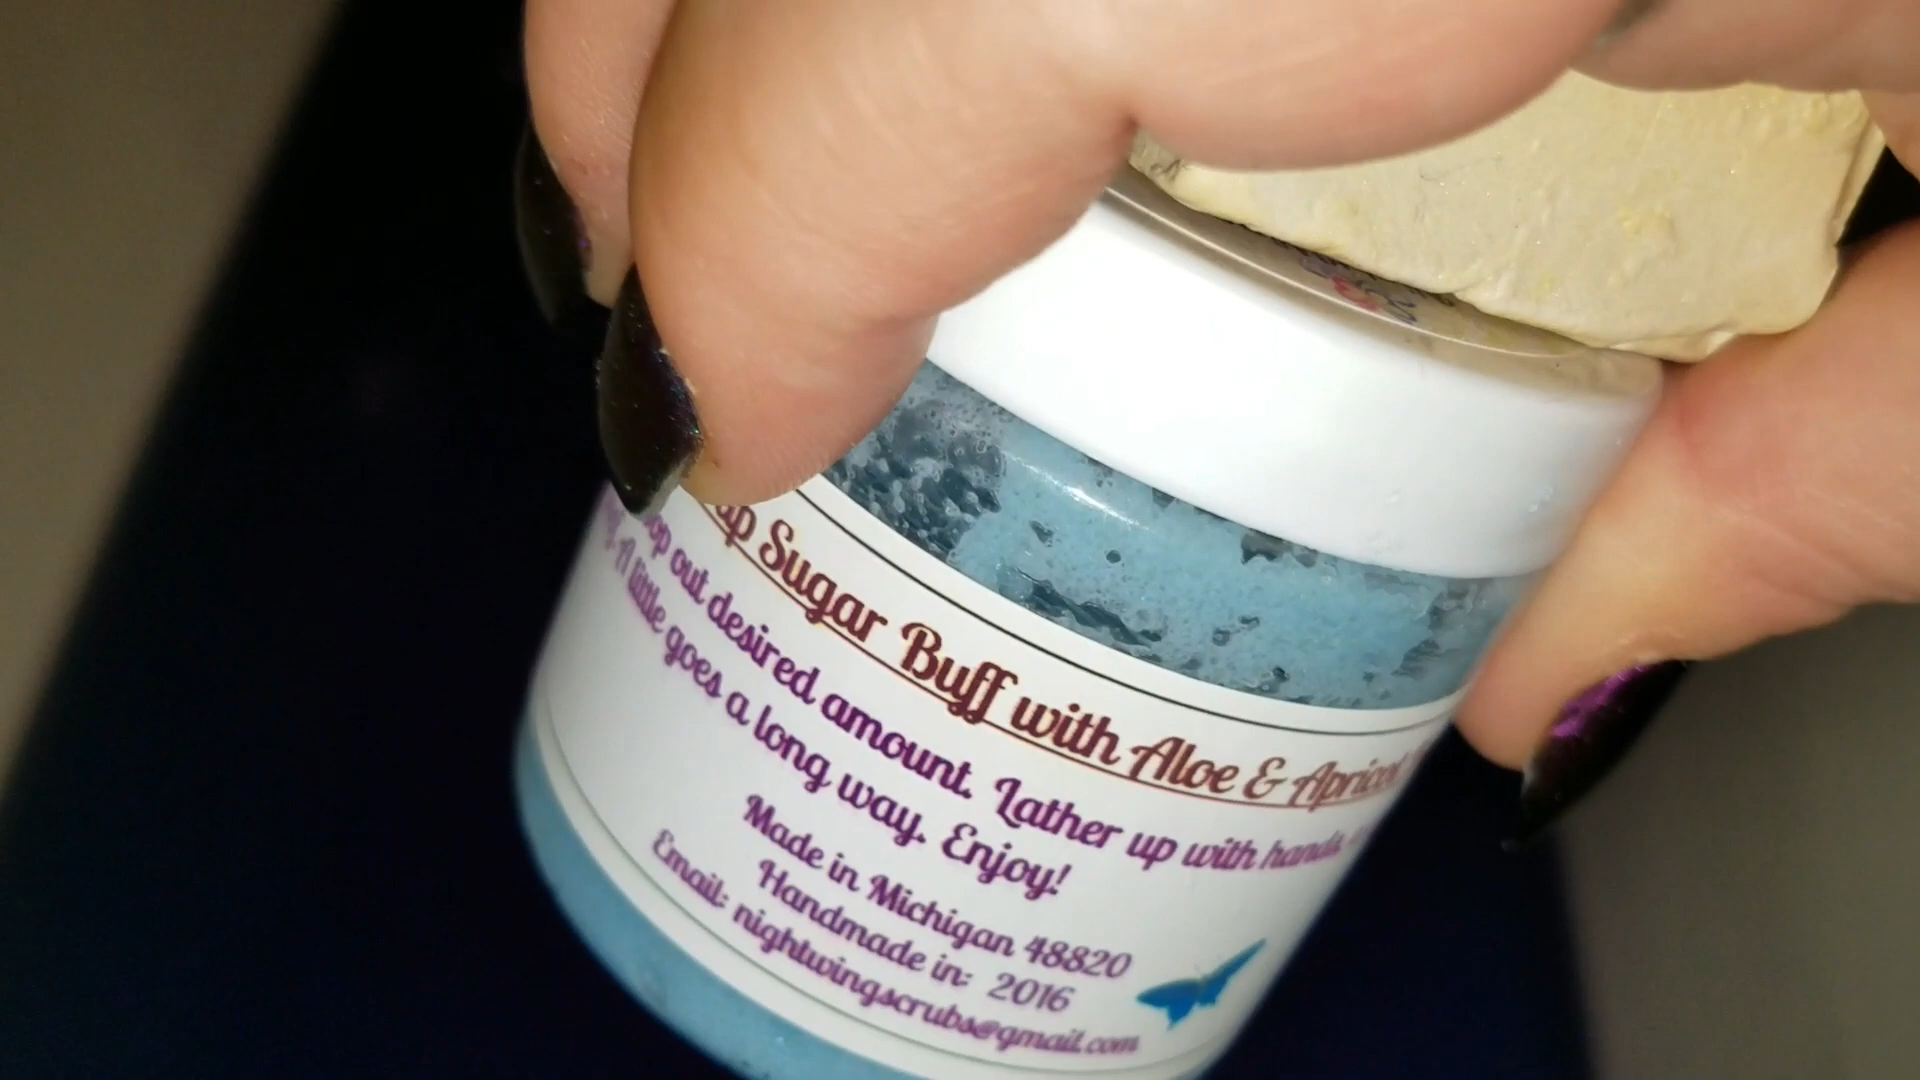 Sugar Buff with Aloe & Apricot
out desired amount. Lather up with hands
A little goes a long way. Enjoy!
Made in Michigan 48820
Handmade in: 2016
Email: nightwingscrubs@gmail.com